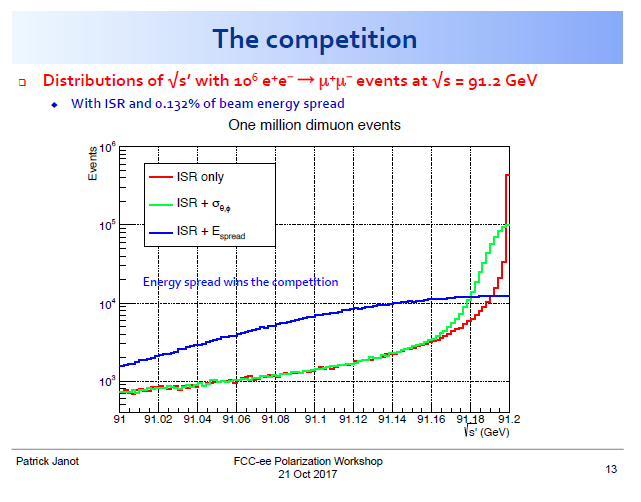 The competition
Distributions of √s' with 10⁶ e⁺e⁻ → μ⁺μ⁻ events at √s = 91.2 GeV
With ISR and 0.132% of beam energy spread
One million dimuon events
Events
10⁶
10⁵
10⁴
10³
ISR only
ISR + σθ,φ
ISR + Espread
Energy spread wins the competition
91 91.02 91.04 91.06 91.08 91.1 91.12 91.14 91.16 91.18 91.2
√s' (GeV)
Patrick Janot
FCC-ee Polarization Workshop
21 Oct 2017
13